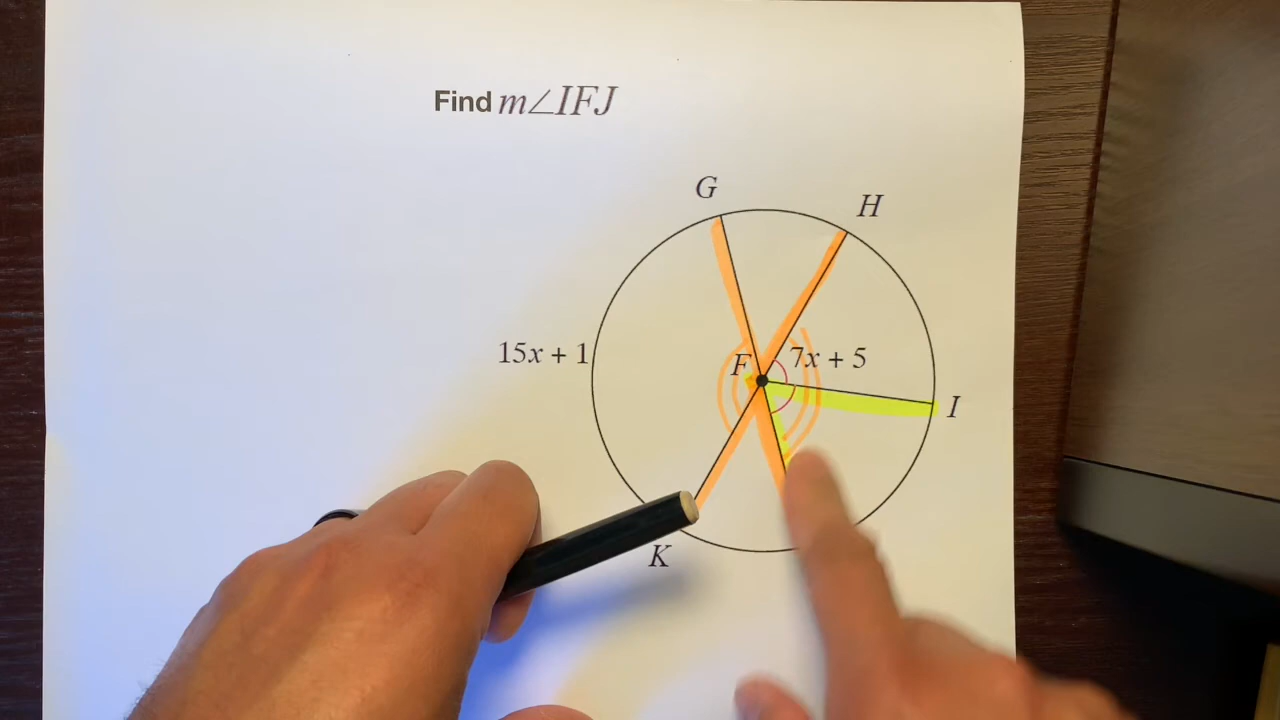 Find m∠IFJ
G
H
15x + 1
F
7x + 5
I
K